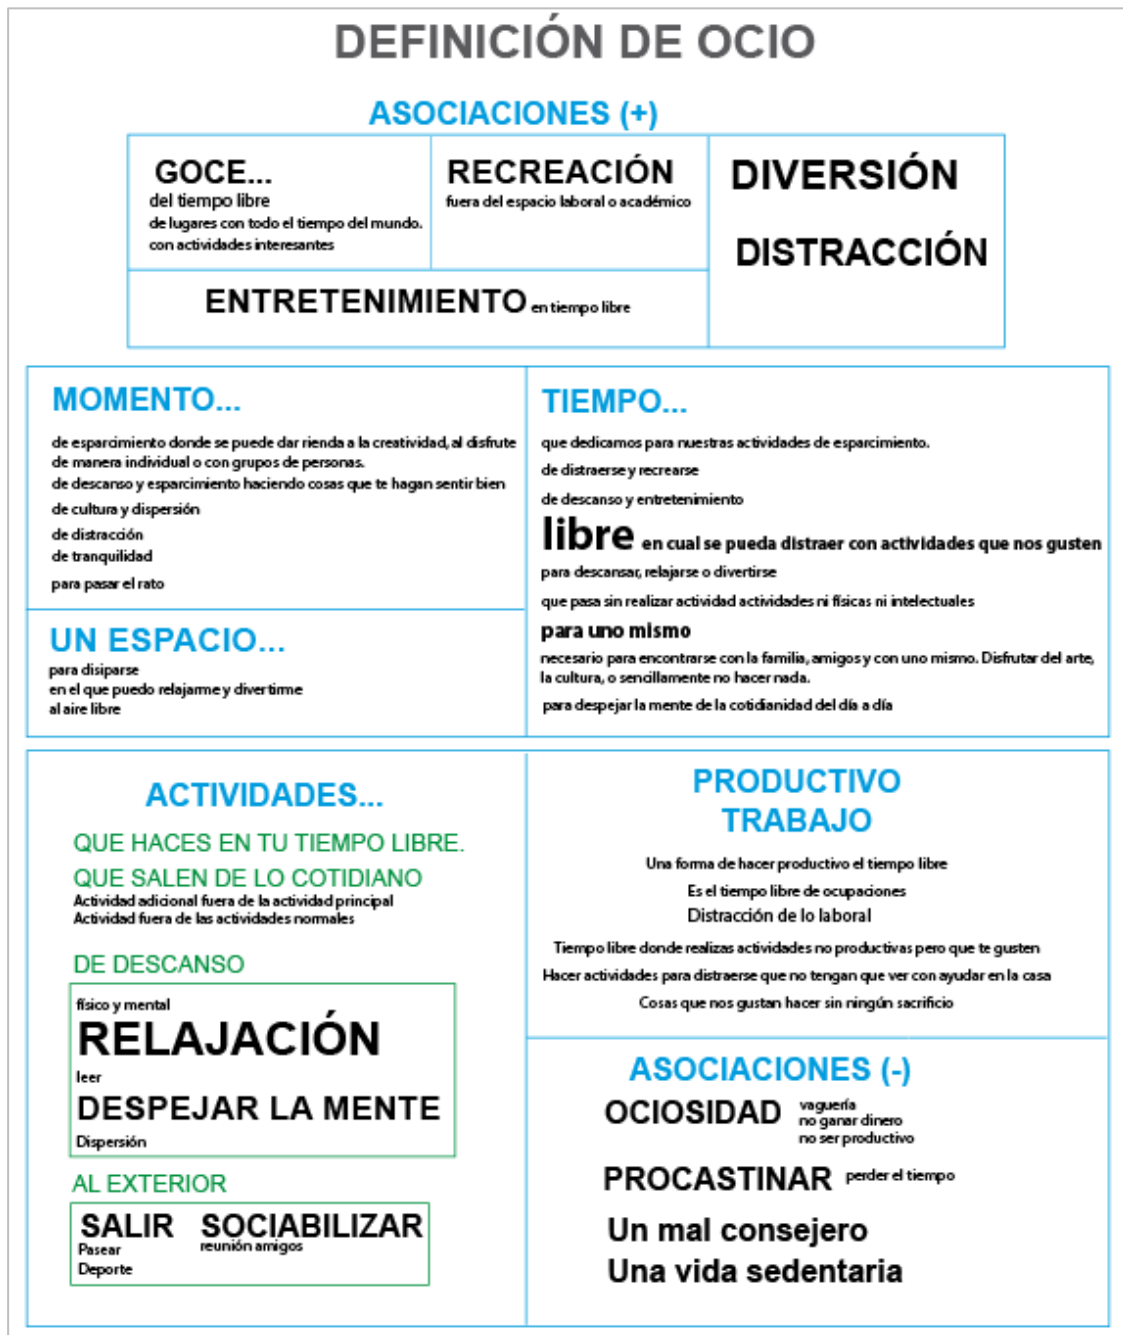 DEFINICIÓN DE OCIO
ASOCIACIONES (+)
GOCE...
del tiempo libre
de lugares con todo el tiempo del mundo.
con actividades interesantes
RECREACIÓN
fuera del espacio laboral o académico
DIVERSIÓN
DISTRACCIÓN
ENTRETENIMIENTO en tiempo libre
MOMENTO...
de esparcimiento donde se puede dar rienda a la creatividad, al disfrute
de manera individual o con grupos de personas.
de descanso y esparcimiento haciendo cosas que te hagan sentir bien
de cultura y dispersión
de distracción
de tranquilidad
para pasar el rato
UN ESPACIO...
para disiparse
en el que puedo relajarme y divertirme
al aire libre
TIEMPO...
que dedicamos para nuestras actividades de esparcimiento.
de distraerse y recrearse
de descanso y entretenimiento
libre en cual se pueda distraer con actividades que nos gusten
para descansar, relajarse o divertirse
que pasa sin realizar actividad actividades ni físicas ni intelectuales
para uno mismo
necesario para encontrarse con la familia, amigos y con uno mismo. Disfrutar del arte,
la cultura, o sencillamente no hacer nada.
para despejar la mente de la cotidianidad del día a día
ACTIVIDADES...
QUE HACES EN TU TIEMPO LIBRE.
QUE SALEN DE LO COTIDIANO
Actividad adicional fuera de la actividad principal
Actividad fuera de las actividades normales
DE DESCANSO
físico y mental
RELAJACIÓN
leer
DESPEJAR LA MENTE
Dispersión
AL EXTERIOR
SALIR SOCIABILIZAR
Pasear reunión amigos
Deporte
PRODUCTIVO
TRABAJO
Una forma de hacer productivo el tiempo libre
Es el tiempo libre de ocupaciones
Distracción de lo laboral
Tiempo libre donde realizas actividades no productivas pero que te gusten
Hacer actividades para distraerse que no tengan que ver con ayudar en la casa
Cosas que nos gustan hacer sin ningún sacrificio
ASOCIACIONES (-)
OCIOSIDAD vaguería
no ganar dinero
no ser productivo
PROCASTINAR perder el tiempo
Un mal consejero
Una vida sedentaria